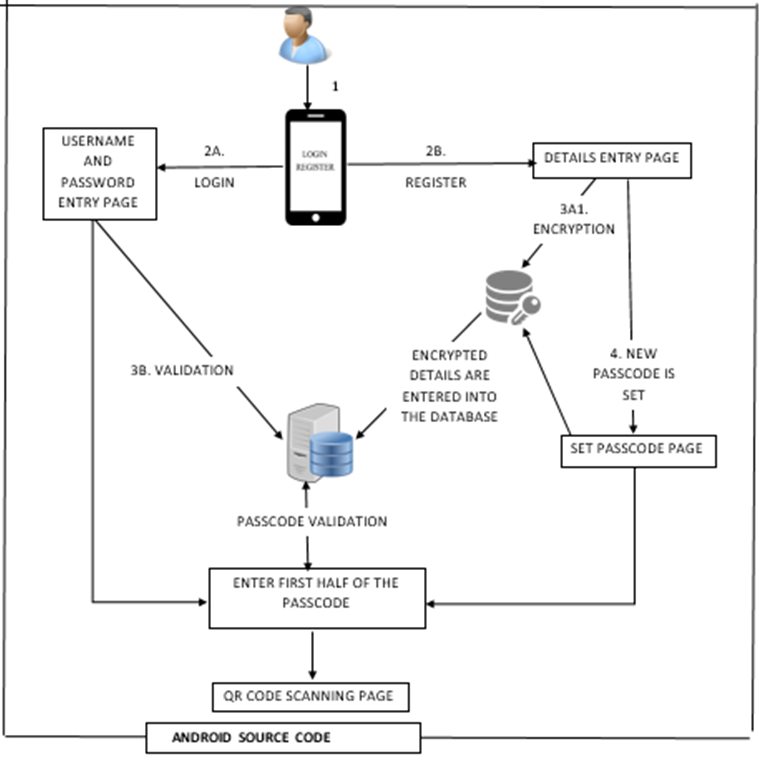 1
LOGIN
REGISTER
USERNAME
AND
PASSWORD
ENTRY PAGE
2A.
LOGIN
2B.
REGISTER
DETAILS ENTRY PAGE
3A1.
ENCRYPTION
3B. VALIDATION
ENCRYPTED
DETAILS ARE
ENTERED INTO
THE DATABASE
4. NEW
PASSCODE IS
SET
SET PASSCODE PAGE
PASSCODE VALIDATION
ENTER FIRST HALF OF THE
PASSCODE
QR CODE SCANNING PAGE
ANDROID SOURCE CODE